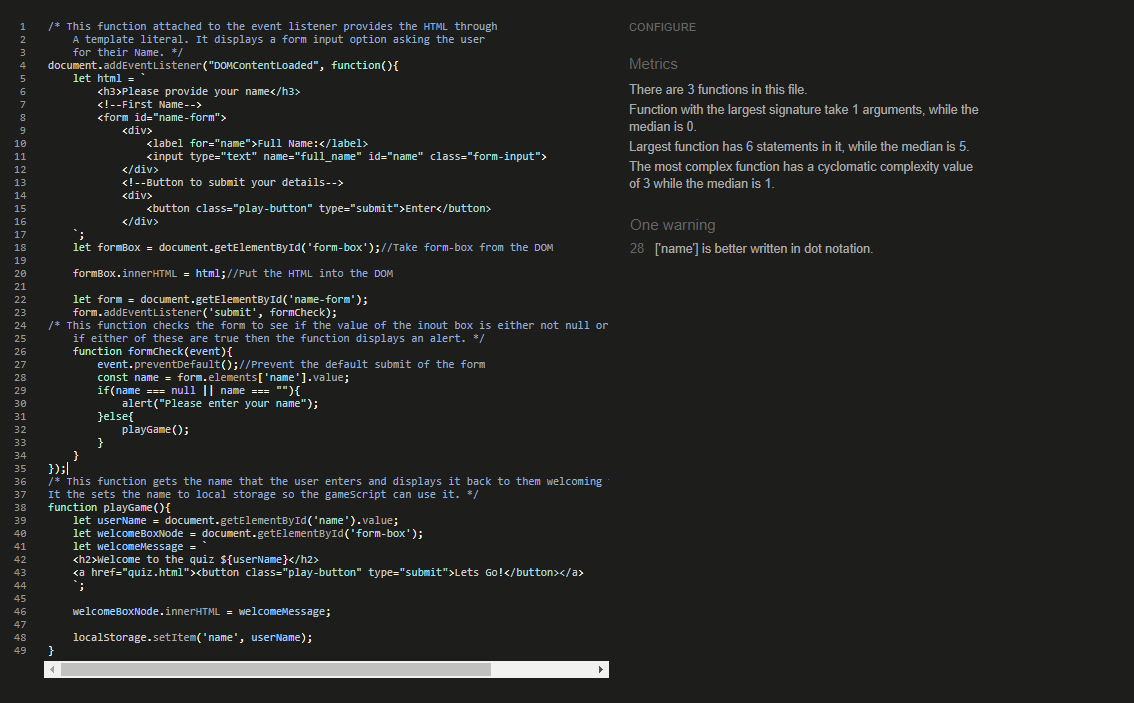 1 /* This function attached to the event listener provides the HTML through
2 A template literal. It displays a form input option asking the user
3 for their Name. */
4 document.addEventListener("DOMContentLoaded", function(){
5 let html = `
6 <h3>Please provide your name</h3>
7 <!--First Name-->
8 <form id="name-form">
9 <div>
10 <label for="name">Full Name:</label>
11 <input type="text" name="full_name" id="name" class="form-input">
12 </div>
13 <!--Button to submit your details-->
14 <div>
15 <button class="play-button" type="submit">Enter</button>
16 </div>
17 `;
18 let formBox = document.getElementById('form-box');//Take form-box from the DOM
19
20 formBox.innerHTML = html;//Put the HTML into the DOM
21
22 let form = document.getElementById('name-form');
23 form.addEventListener('submit', formCheck);
24 /* This function checks the form to see if the value of the inout box is either not null or
25 if either of these are true then the function displays an alert. */
26 function formCheck(event){
27 event.preventDefault();//Prevent the default submit of the form
28 const name = form.elements['name'].value;
29 if(name === null || name === ""){
30 alert("Please enter your name");
31 }else{
32 playGame();
33 }
34 }
35 });
36 /* This function gets the name that the user enters and displays it back to them welcoming
37 It the sets the name to local storage so the gameScript can use it. */
38 function playGame(){
39 let userName = document.getElementById('name').value;
40 let welcomeBoxNode = document.getElementById('form-box');
41 let welcomeMessage = `
42 <h2>Welcome to the quiz ${userName}</h2>
43 <a href="quiz.html"><button class="play-button" type="submit">Lets Go!</button></a>
44 `;
45
46 welcomeBoxNode.innerHTML = welcomeMessage;
47
48 localStorage.setItem('name', userName);
49 }
CONFIGURE
Metrics
There are 3 functions in this file.
Function with the largest signature take 1 arguments, while the
median is 0.
Largest function has 6 statements in it, while the median is 5.
The most complex function has a cyclomatic complexity value
of 3 while the median is 1.
One warning
28 ['name'] is better written in dot notation.